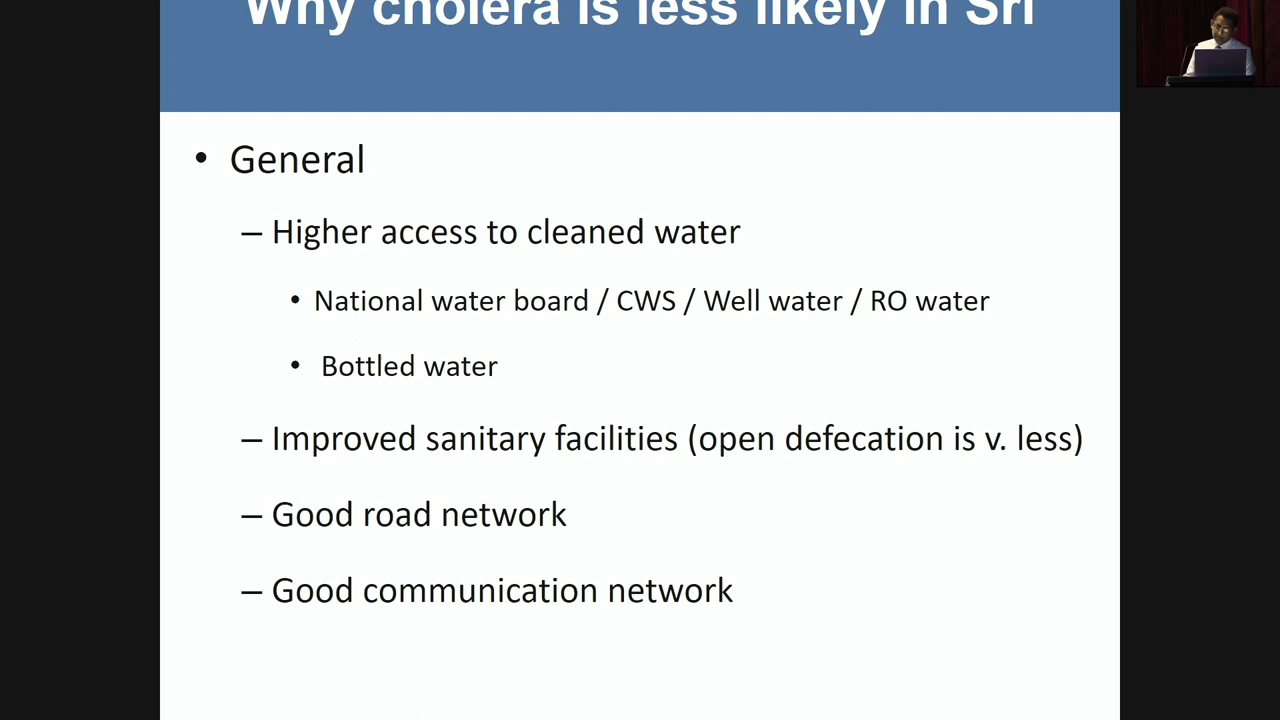 Why cholera is less likely in Sri
• General
– Higher access to cleaned water
• National water board / CWS / Well water / RO water
• Bottled water
– Improved sanitary facilities (open defecation is v. less)
– Good road network
– Good communication network